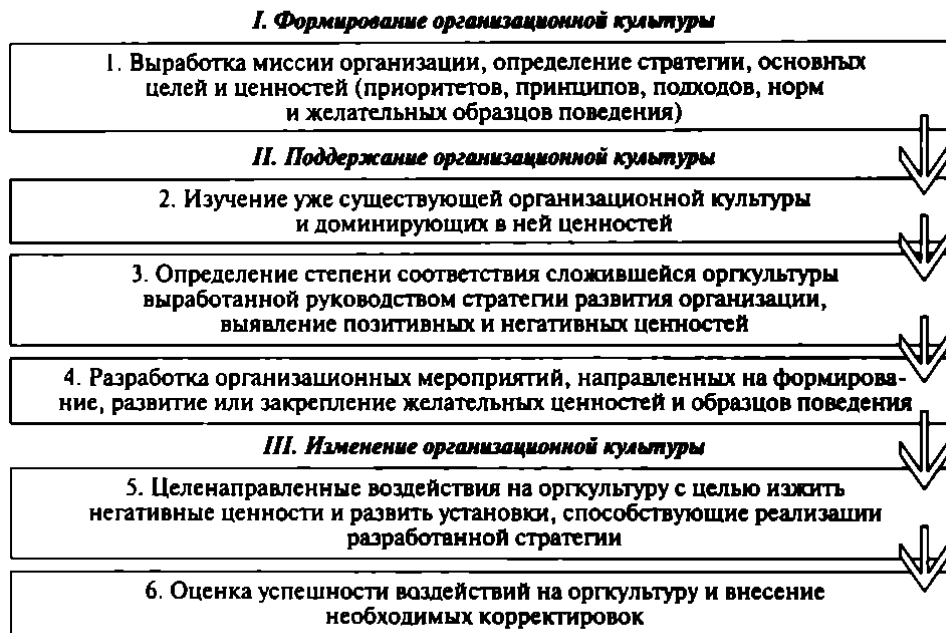 I. Формирование организационной культуры
1. Выработка миссии организации, определение стратегии, основных
целей и ценностей (приоритетов, принципов, подходов, норм
и желательных образцов поведения)
II. Поддержание организационной культуры
2. Изучение уже существующей организационной культуры
и доминирующих в ней ценностей
3. Определение степени соответствия сложившейся оргкультуры
выработанной руководством стратегии развития организации,
выявление позитивных и негативных ценностей
4. Разработка организационных мероприятий, направленных на формирова-
ние, развитие или закрепление желательных ценностей и образцов поведения
III. Изменение организационной культуры
5. Целенаправленные воздействия на оргкультуру с целью изжить
негативные ценности и развить установки, способствующие реализации
разработанной стратегии
6. Оценка успешности воздействий на оргкультуру и внесение
необходимых корректировок